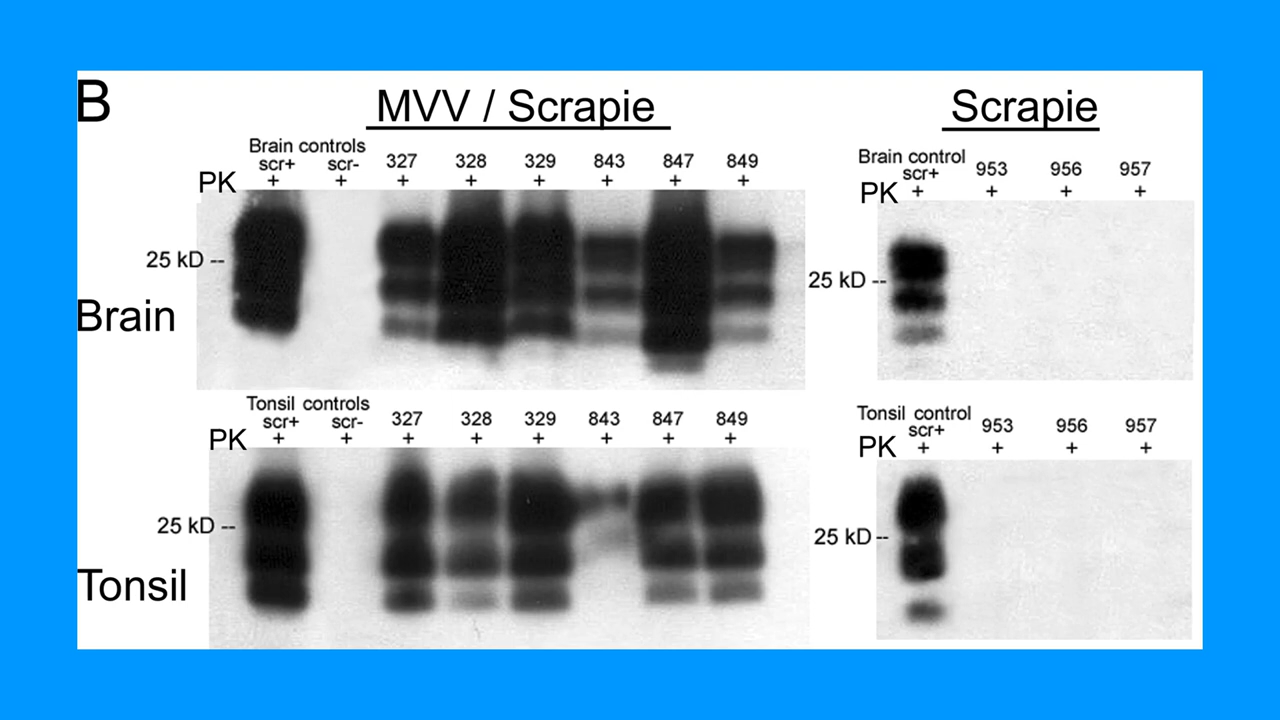 B
MVV / Scrapie
Scrapie
Brain controls
scr+ scr- 327 328 329 843 847 849
PK + + + + + + + +
25 kD --
Brain
Brain control
scr+ 953 956 957
PK + + + +
25 kD --
Tonsil controls
scr+ scr- 327 328 329 843 847 849
PK + + + + + + + +
25 kD --
Tonsil
Tonsil control
scr+ 953 956 957
PK + + + +
25 kD --